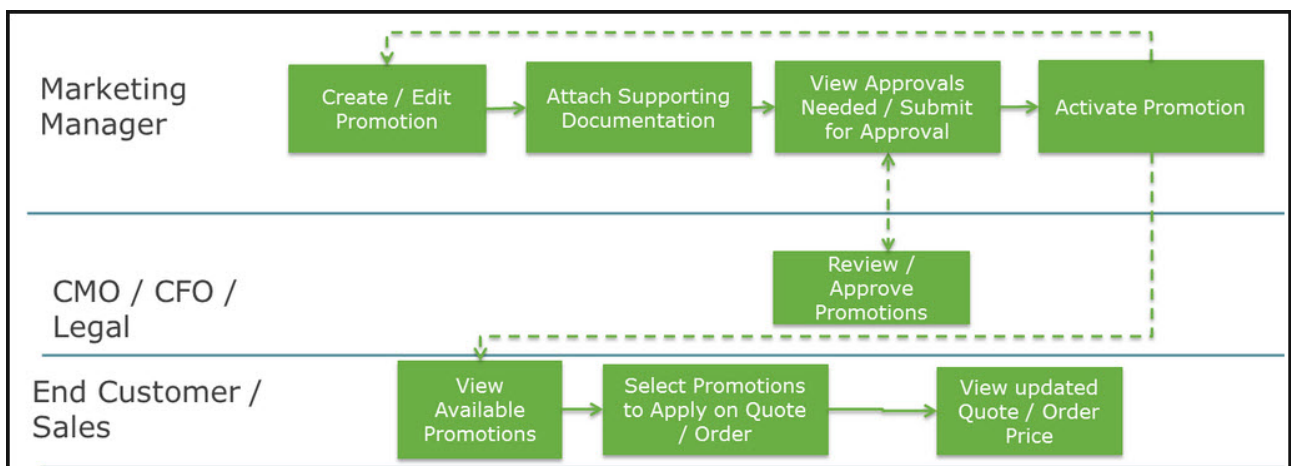 Marketing
Manager
Create / Edit
Promotion
Attach Supporting
Documentation
View Approvals
Needed / Submit
for Approval
Activate Promotion
CMO / CFO /
Legal
Review /
Approve
Promotions
End Customer /
Sales
View
Available
Promotions
Select Promotions
to Apply on Quote
/ Order
View updated
Quote / Order
Price